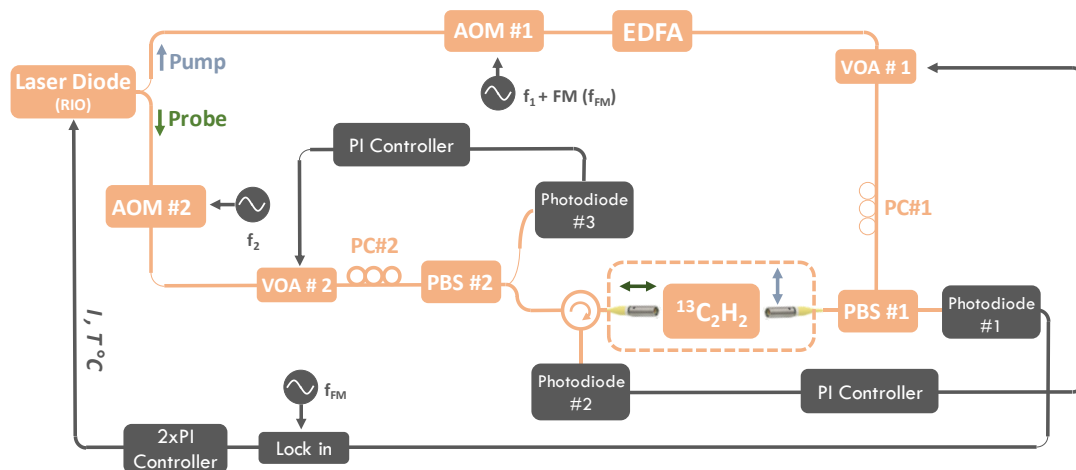 AOM #1
EDFA
Pump
VOA # 1
Laser Diode
(RIO)
f₁ + FM (f_FM)
Probe
PI Controller
AOM #2
Photodiode
#3
PC#1
f₂
PC#2
VOA # 2
PBS #2
¹³C₂H₂
PBS #1
Photodiode
#1
I, T°C
Photodiode
#2
PI Controller
f_FM
2xPI
Controller
Lock in